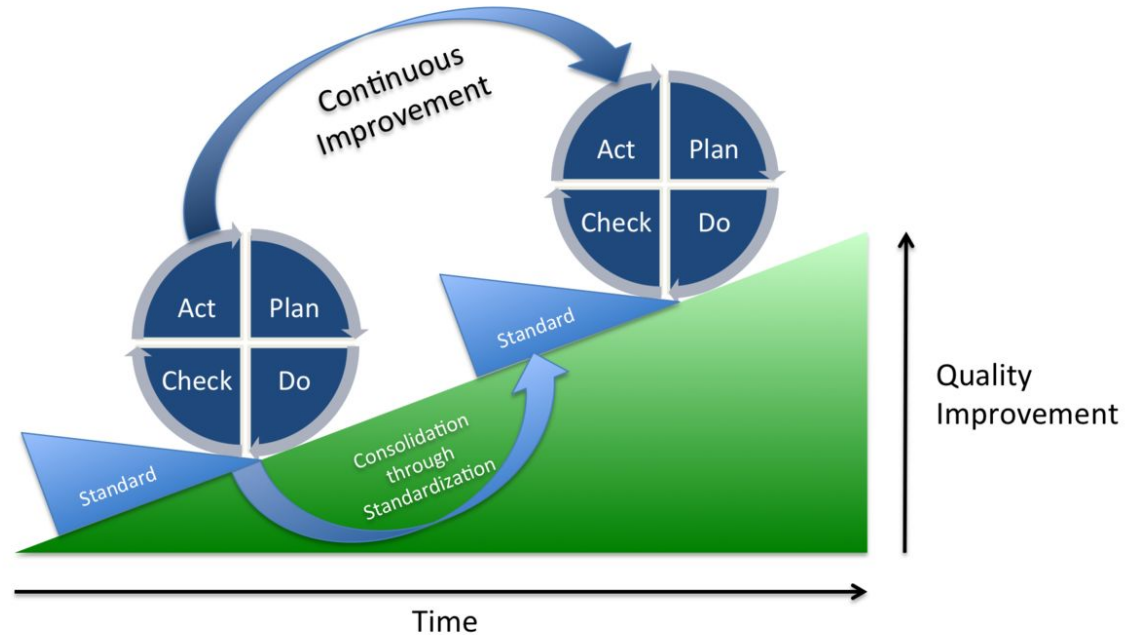 Continuous
Improvement
Act
Plan
Check
Do
Act
Plan
Check
Do
Standard
Standard
Consolidation
through
Standardization
Quality
Improvement
Time